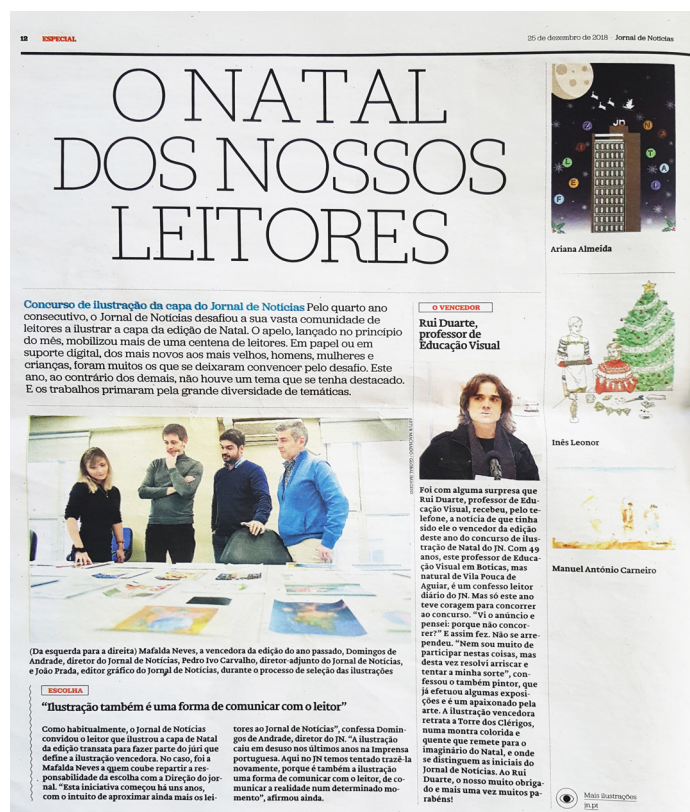 12 ESPECIAL
25 de dezembro de 2018 Jornal de Notícias
O NATAL
DOS NOSSOS
LEITORES
Concurso de ilustração da capa do Jornal de Notícias Pelo quarto ano
consecutivo, o Jornal de Notícias desafiou a sua vasta comunidade de
leitores a ilustrar a capa da edição de Natal. O apelo, lançado no princípio
do mês, mobilizou mais de uma centena de leitores. Em papel ou em
suporte digital, dos mais novos aos mais velhos, homens, mulheres e
crianças, foram muitos os que se deixaram convencer pelo desafio. Este
ano, ao contrário dos demais, não houve um tema que se tenha destacado.
E os trabalhos primaram pela grande diversidade de temáticas.
(Da esquerda para a direita) Mafalda Neves, a vencedora da edição do ano passado, Domingos de
Andrade, diretor do Jornal de Notícias, Pedro Ivo Carvalho, diretor-adjunto do Jornal de Notícias,
e João Prada, editor gráfico do Jornal de Notícias, durante o processo de seleção das ilustrações
ESCOLHA
“Ilustração também é uma forma de comunicar com o leitor”
Como habitualmente, o Jornal de Notícias
convidou o leitor que ilustrou a capa de Natal
da edição transata para fazer parte do júri que
define a ilustração vencedora. No caso, foi a
Mafalda Neves a quem coube repartir a res-
ponsabilidade da escolha com a Direção do jor-
nal. “Esta iniciativa começou há uns anos,
com o intuito de aproximar ainda mais os lei-
tores ao Jornal de Notícias”, confessa Domin-
gos de Andrade, diretor do JN. “A ilustração
caiu em desuso nos últimos anos na Imprensa
portuguesa. Aqui no JN temos tentado trazê-la
novamente, porque é também a ilustração
uma forma de comunicar com o leitor, de co-
municar a realidade num determinado mo-
mento”, afirmou ainda.
O VENCEDOR
Rui Duarte,
professor de
Educação Visual
Foi com alguma surpresa que
Rui Duarte, professor de Edu-
cação Visual, recebeu, pelo te-
lefone, a notícia de que tinha
sido ele o vencedor da edição
deste ano do concurso de ilus-
tração de Natal do JN. Com 49
anos, este professor de Educa-
ção Visual em Boticas, mas
natural de Vila Pouca de
Aguiar, é um confesso leitor
diário do JN. Mas só este ano
teve coragem para concorrer
ao concurso. “Vi o anúncio e
pensei: porque não concor-
rer?” E assim fez. Não se arre-
pendeu. “Nem sou muito de
participar nestas coisas, mas
desta vez resolvi arriscar e
tentar a minha sorte”, con-
fessou o também pintor, que
já efetuou algumas exposi-
ções e é um apaixonado pela
arte. A ilustração vencedora
retrata a Torre dos Clérigos,
numa montra colorida e
quente que remete para o
imaginário do Natal, e onde
se distinguem as iniciais do
Jornal de Notícias. Ao Rui
Duarte, o nosso muito obriga-
do e mais uma vez muitos pa-
rabéns!
JN
Ariana Almeida
Inês Leonor
Manuel António Carneiro
Mais ilustrações
jn.pt